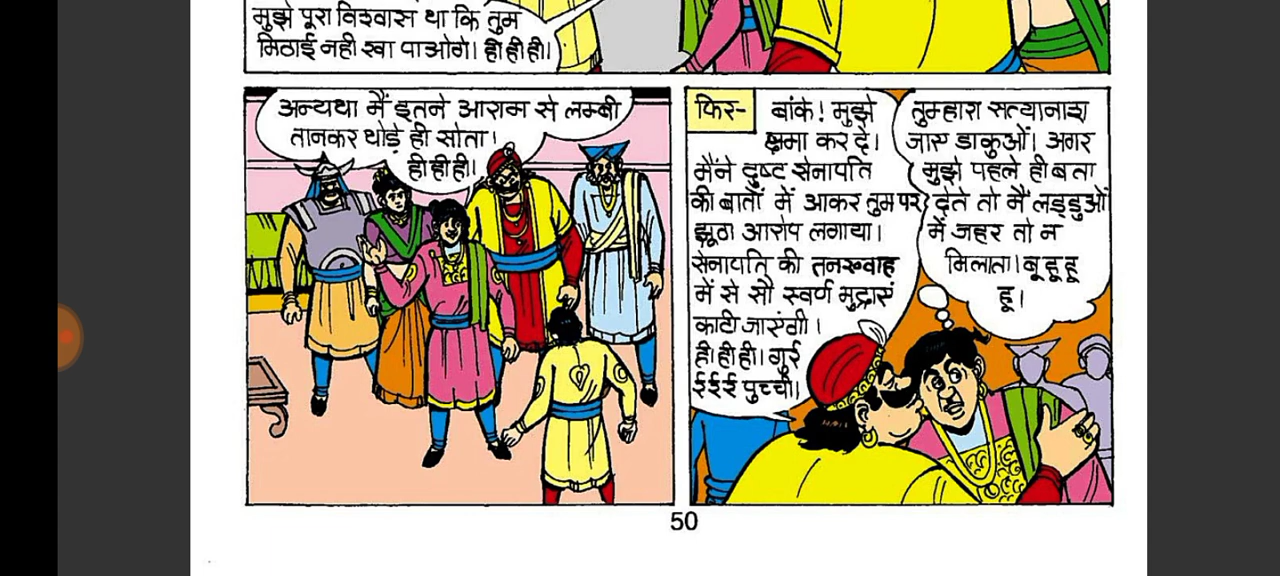 मुझे पूरा विश्वास था कि तुम
मिठाई नही खा पाओगे। ही ही ही।
अन्यथा मैं इतने आराम से लम्बी
तानकर थोड़े ही सोता।
ही ही ही।
फिर-
बांके! मुझे
क्षमा कर दे।
मैंने दुष्ट सेनापति
की बातों में आकर तुम पर
झूठा आरोप लगाया।
सेनापति की तनख्वाह
में से सौ स्वर्ण मुद्राएं
काटी जाएंगी।
ही ही ही। गुर्र
ईईईई पुच्ची।
तुम्हारा सत्यानाश
जाए डाकुओं। अगर
मुझे पहले ही बता
देते तो मैं लड्डुओं
में जहर तो न
मिलाता। बू हू हू
हू।
50